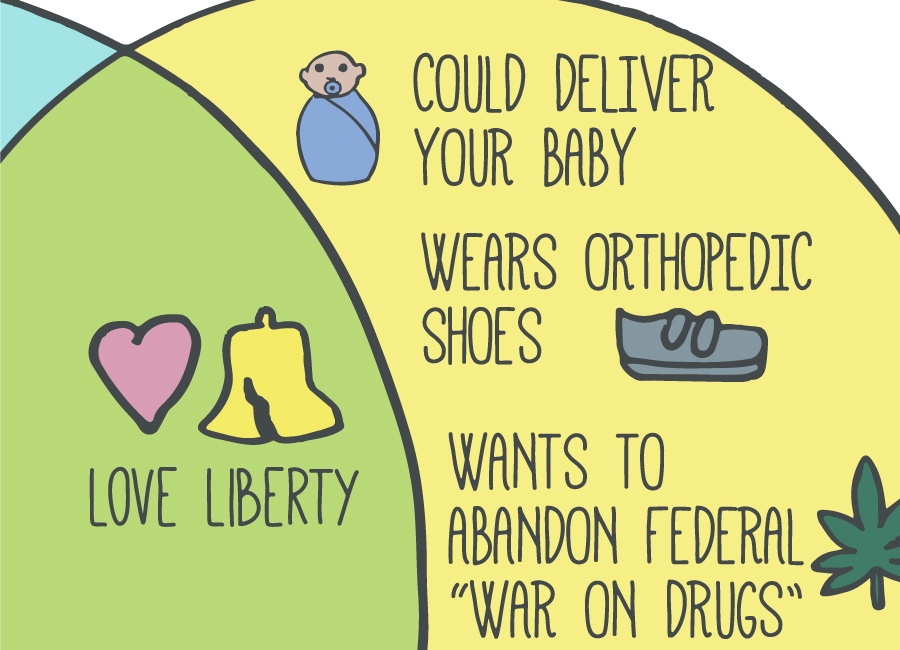 COULD DELIVER
YOUR BABY
WEARS ORTHOPEDIC
SHOES
LOVE LIBERTY
WANTS TO
ABANDON FEDERAL
“WAR ON DRUGS”